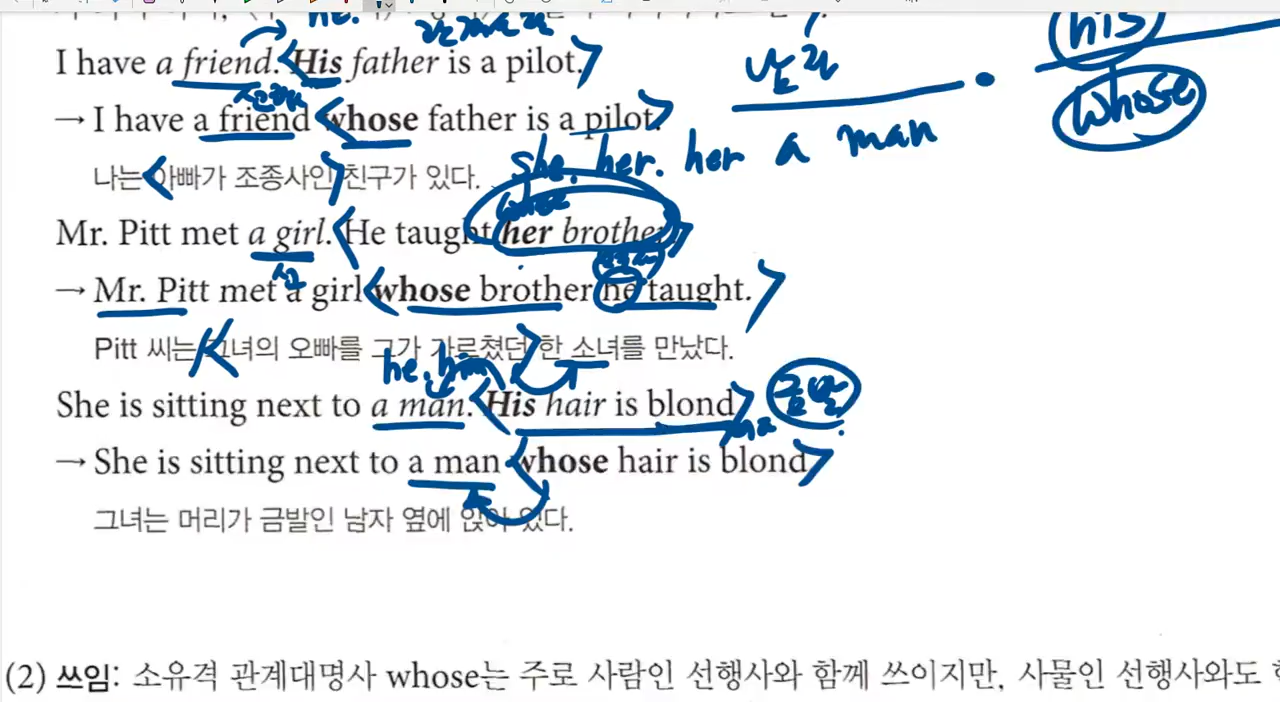 he.
his
I have a friend. His father is a pilot.
whose
→ I have a friend whose father is a pilot.
she. her. her a man
나는 아빠가 조종사인 친구가 있다.
whose
Mr. Pitt met a girl. He taught her brother.
→ Mr. Pitt met a girl whose brother he taught.
Pitt 씨는 그녀의 오빠를 그가 가르쳤던 한 소녀를 만났다.
he. him
She is sitting next to a man. His hair is blond. 금발
→ She is sitting next to a man whose hair is blond.
그녀는 머리가 금발인 남자 옆에 앉아 있다.
(2) 쓰임: 소유격 관계대명사 whose는 주로 사람인 선행사와 함께 쓰이지만, 사물인 선행사와도